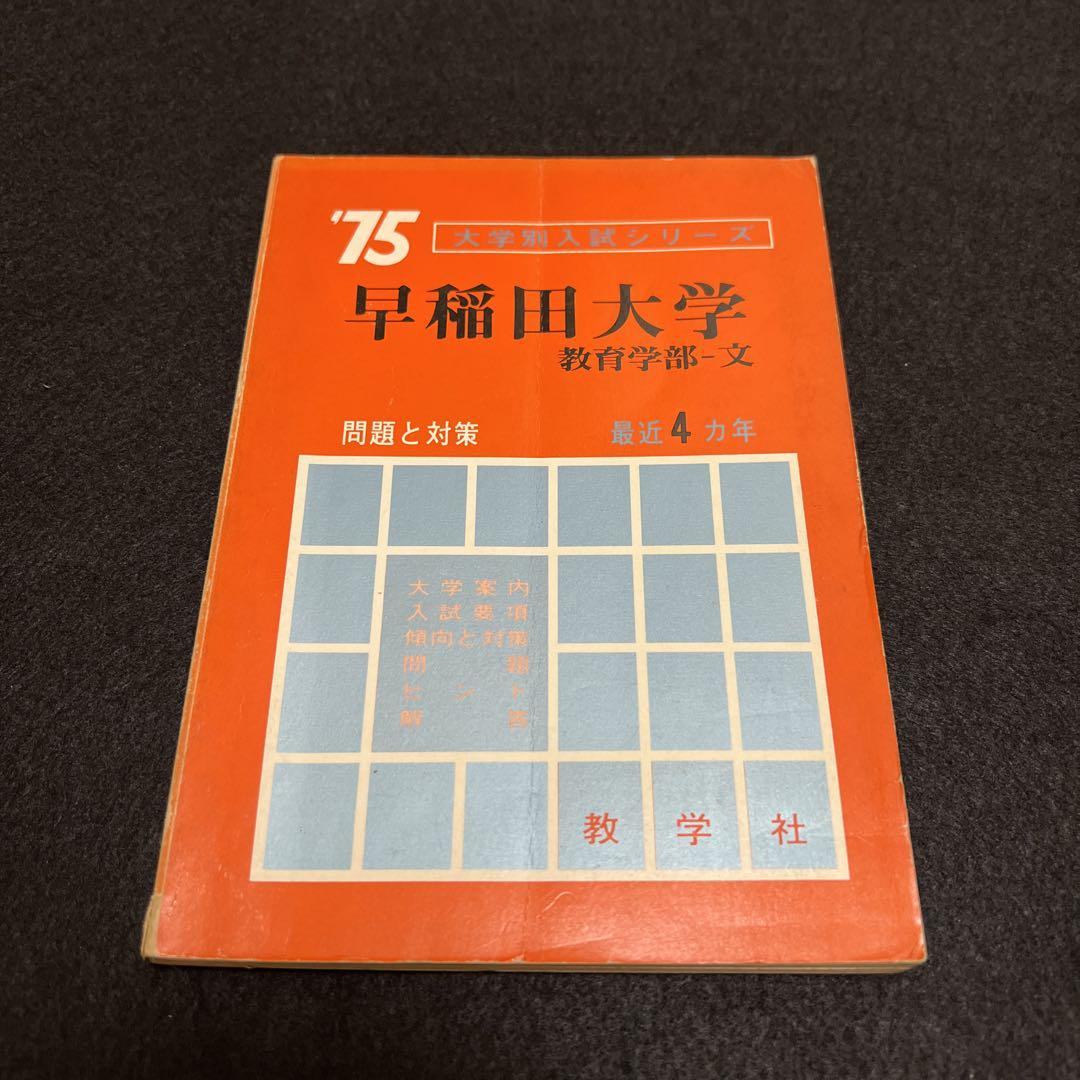 '75 大学別入試シリーズ
早稲田大学
教育学部-文
問題と対策 最近4カ年
大学案内
入試要項
傾向と対策
問題
ヒント
解答
教学社